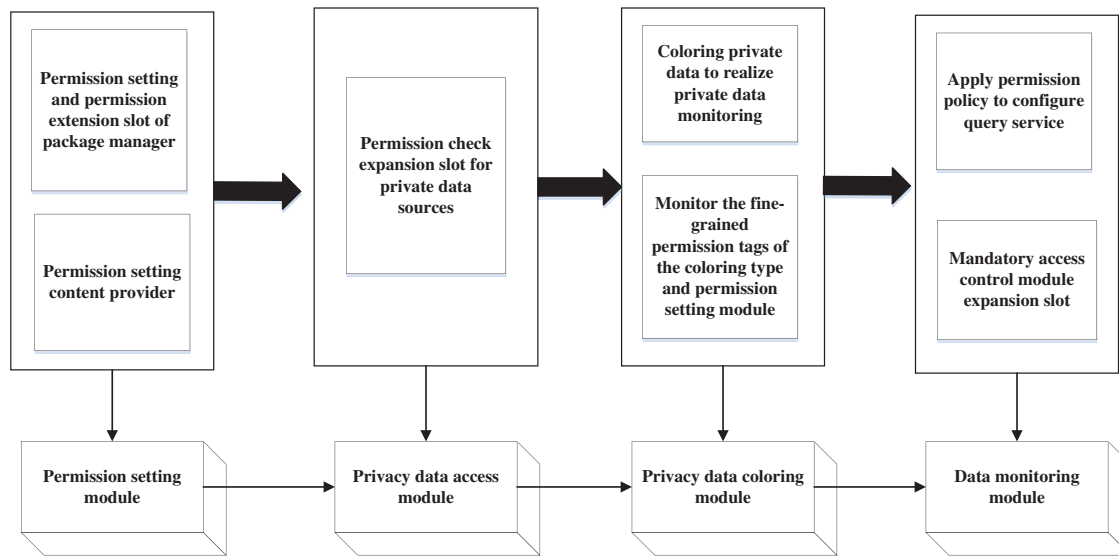 Permission setting
and permission
extension slot of
package manager
Permission setting
content provider
Permission check
expansion slot for
private data
sources
Coloring private
data to realize
private data
monitoring
Monitor the fine-
grained
permission tags of
the coloring type
and permission
setting module
Apply permission
policy to configure
query service
Mandatory access
control module
expansion slot
Permission setting
module
Privacy data access
module
Privacy data coloring
module
Data monitoring
module